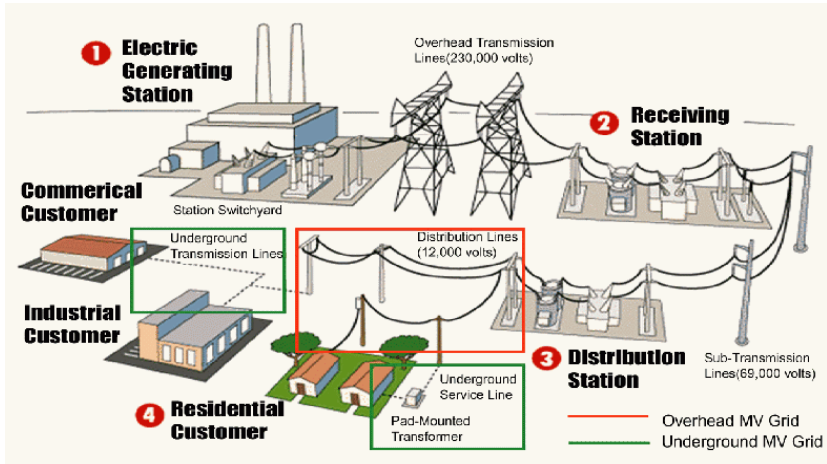 1 Electric
Generating
Station
Overhead Transmission
Lines(230,000 volts)
2 Receiving
Station
Commerical
Customer
Station Switchyard
Underground
Transmission Lines
Distribution Lines
(12,000 volts)
Industrial
Customer
3 Distribution
Station
Sub-Transmission
Lines(69,000 volts)
4 Residential
Customer
Underground
Service Line
Pad-Mounted
Transformer
Overhead MV Grid
Underground MV Grid